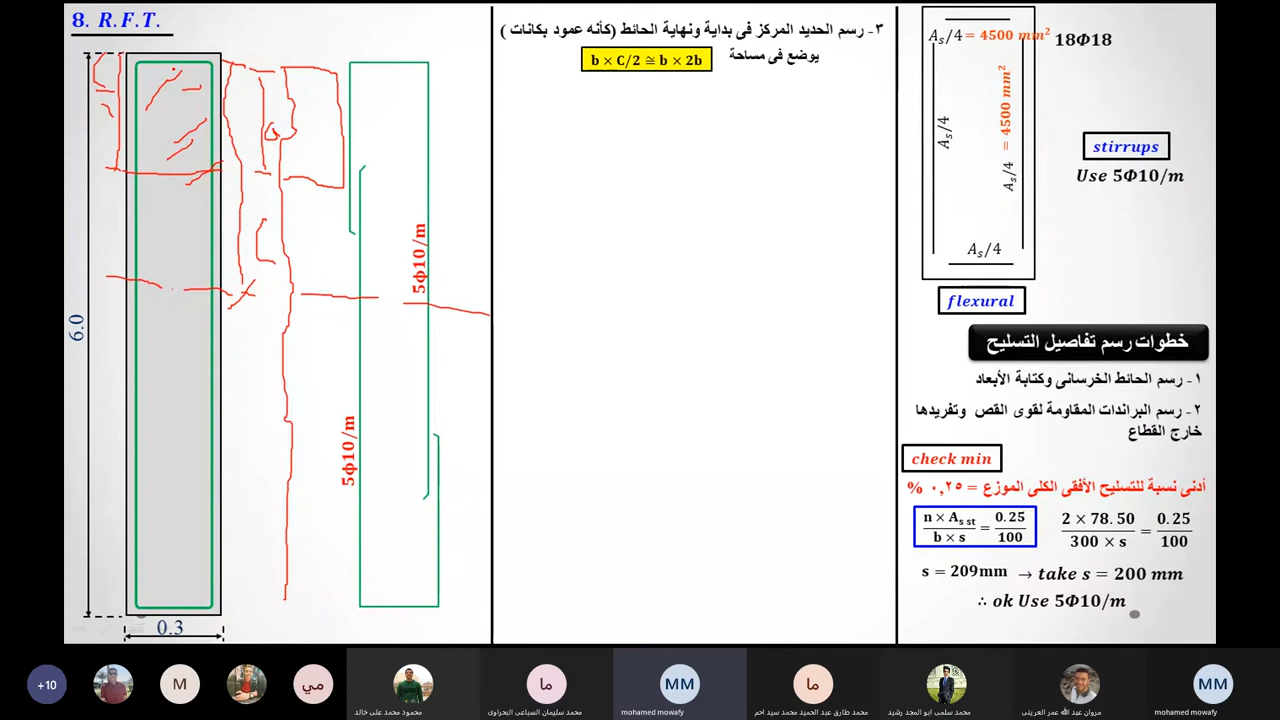 8. R.F.T.
6.0
0.3
5ϕ10/m
5ϕ10/m
٣- رسم الحديد المركز فى بداية ونهاية الحائط (كأنه عمود بكانات )
يوضع فى مساحة
b × C/2 ≅ b × 2b
As/4 = 4500 mm²
18Φ18
As/4
As/4 = 4500 mm²
As/4
stirrups
Use 5Φ10/m
flexural
خطوات رسم تفاصيل التسليح
١- رسم الحائط الخرسانى وكتابة الأبعاد
٢- رسم البراندات المقاومة لقوى القص وتفريدها
خارج القطاع
check min
أدنى نسبة للتسليح الأفقى الكلى الموزع = ٠,٢٥ %
n × As st / b × s = 0.25 / 100
2 × 78.50 / 300 × s = 0.25 / 100
s = 209mm → take s = 200 mm
∴ ok Use 5Φ10/m
+10
M
مي
محمود محمد على خالد
ما
محمد سليمان السباعى البحراوى
MM
mohamed mowafy
ما
محمد طارق عبد الحميد محمد سيد احم
محمد سلمى ابو المجد رشيد
مروان عبد الله عمر العرينى
MM
mohamed mowafy